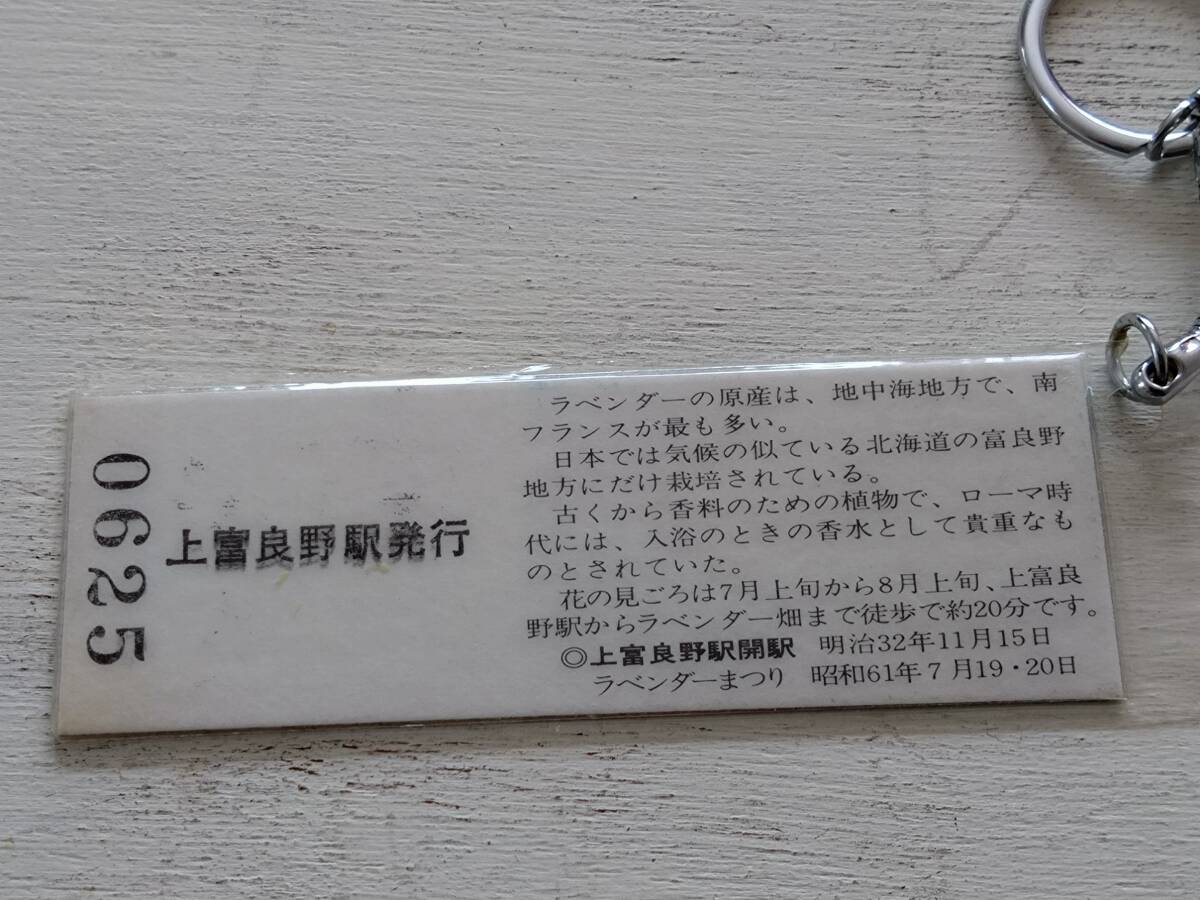 0625
上富良野駅発行
ラベンダーの原産は、地中海地方で、南
フランスが最も多い。
日本では気候の似ている北海道の富良野
地方にだけ栽培されている。
古くから香料のための植物で、ローマ時
代には、入浴のときの香水として貴重なも
のとされていた。
花の見ごろは7月上旬から8月上旬、上富良
野駅からラベンダー畑まで徒歩で約20分です。
◎上富良野駅開駅 明治32年11月15日
ラベンダーまつり 昭和61年7月19・20日